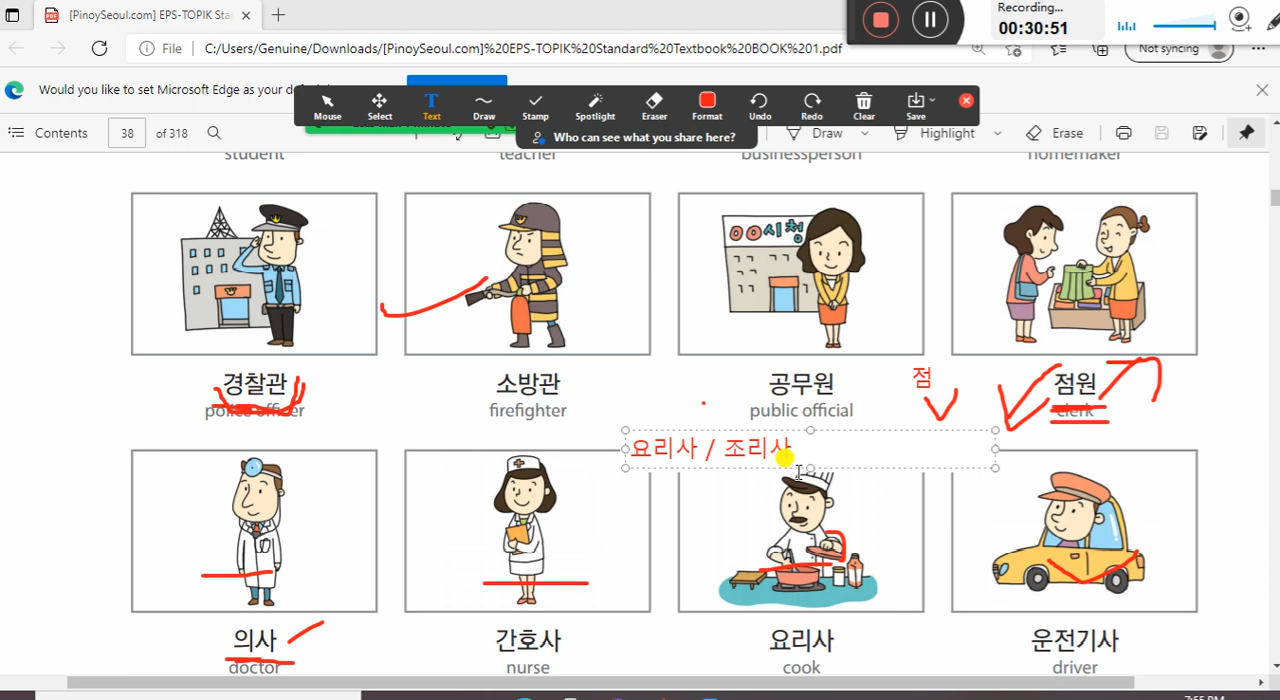 [PinoySeoul.com] EPS-TOPIK Sta
Recording...
00:30:51
File
C:/Users/Genuine/Downloads/[PinoySeoul.com]%20EPS-TOPIK%20Standard%20Textbook%20BOOK%201.pdf
Not syncing
Would you like to set Microsoft Edge as your
Mouse Select Text Draw Stamp Spotlight Eraser Format Undo Redo Clear Save
Who can see what you share here?
Contents 38 of 318 Draw Highlight Erase
student teacher businessperson homemaker
OO시청
경찰관 소방관 공무원 점 점원
police officer firefighter public official clerk
요리사 / 조리사
의사 간호사 요리사 운전기사
doctor nurse cook driver